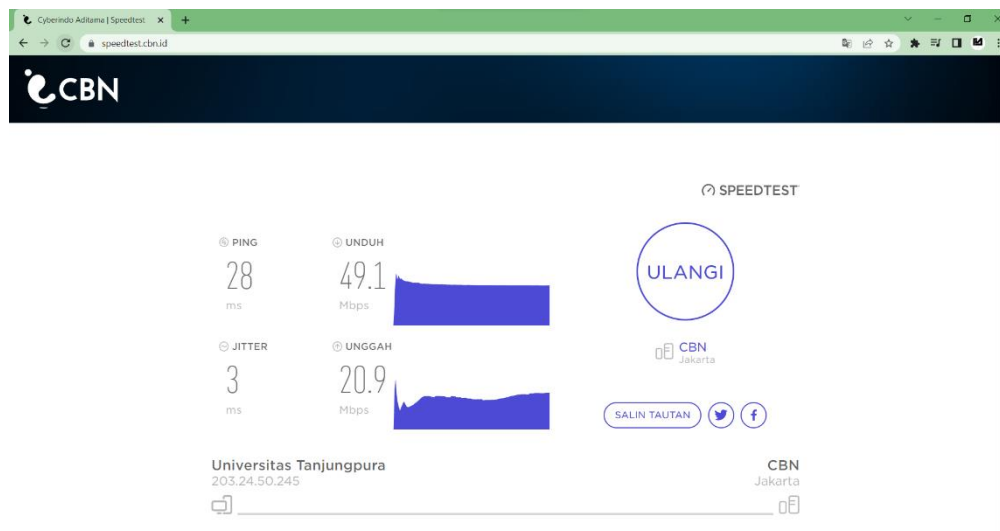 Cyberindo Aditama | Speedtest
speedtest.cbn.id
CBN
SPEEDTEST
PING
28
ms
UNDUH
49.1
Mbps
JITTER
3
ms
UNGGAH
20.9
Mbps
ULANGI
CBN
Jakarta
SALIN TAUTAN
Universitas Tanjungpura
203.24.50.245
CBN
Jakarta